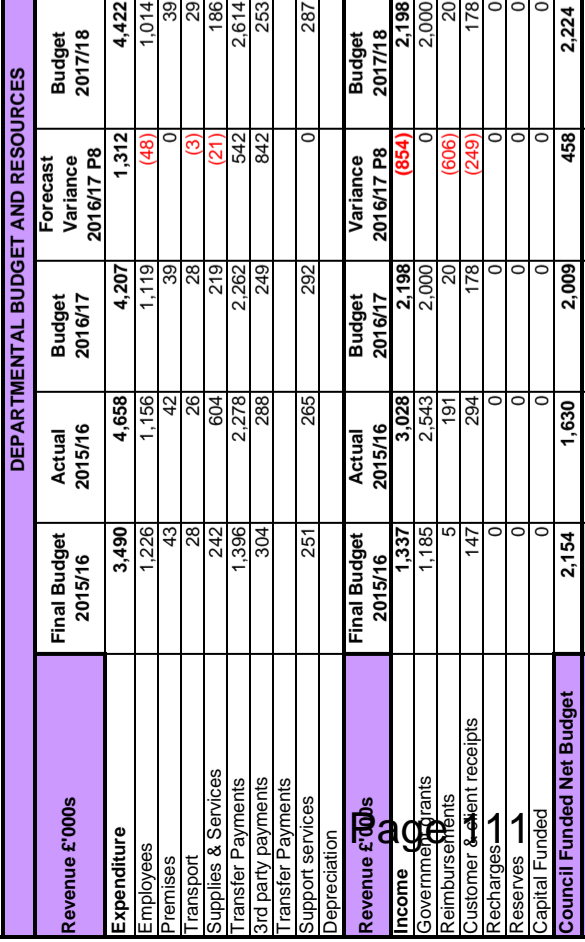 DEPARTMENTAL BUDGET AND RESOURCES
Revenue £'000s Final Budget 2015/16 Actual 2015/16 Budget 2016/17 Forecast Variance 2016/17 P8 Budget 2017/18
Expenditure 3,490 4,658 4,207 1,312 4,422
Employees 1,226 1,156 1,119 (48) 1,014
Premises 43 42 39 0 39
Transport 28 26 28 (3) 29
Supplies & Services 242 604 219 (21) 186
Transfer Payments 1,396 2,278 2,262 542 2,614
3rd party payments 304 288 249 842 253
Transfer Payments
Support services 251 265 292 0 287
Depreciation
Revenue £'000s Final Budget 2015/16 Actual 2015/16 Budget 2016/17 Variance 2016/17 P8 Budget 2017/18
Income 1,337 3,028 2,198 (854) 2,198
Government grants 1,185 2,543 2,000 0 2,000
Reimbursements 5 191 20 (606) 20
Customer & client receipts 147 294 178 (249) 178
Recharges 0 0 0 0 0
Reserves 0 0 0 0 0
Capital Funded 0 0 0 0 0
Council Funded Net Budget 2,154 1,630 2,009 458 2,224
Page 111